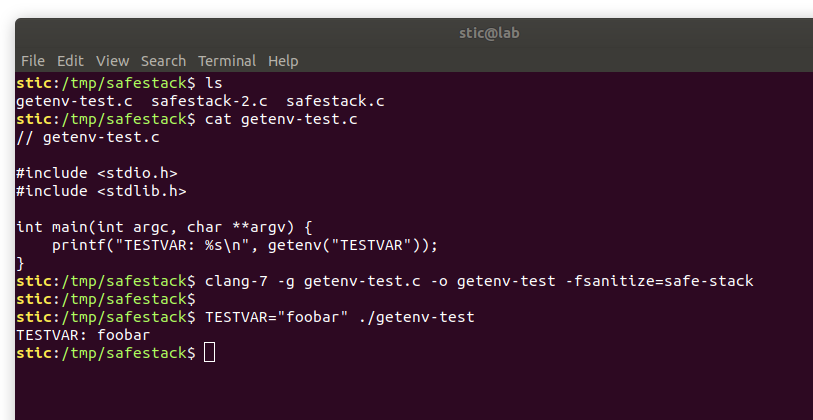 stic@lab
File Edit View Search Terminal Help
stic:/tmp/safestack$ ls
getenv-test.c  safestack-2.c  safestack.c
stic:/tmp/safestack$ cat getenv-test.c
// getenv-test.c

#include <stdio.h>
#include <stdlib.h>

int main(int argc, char **argv) {
    printf("TESTVAR: %s\n", getenv("TESTVAR"));
}
stic:/tmp/safestack$ clang-7 -g getenv-test.c -o getenv-test -fsanitize=safe-stack
stic:/tmp/safestack$
stic:/tmp/safestack$ TESTVAR="foobar" ./getenv-test
TESTVAR: foobar
stic:/tmp/safestack$